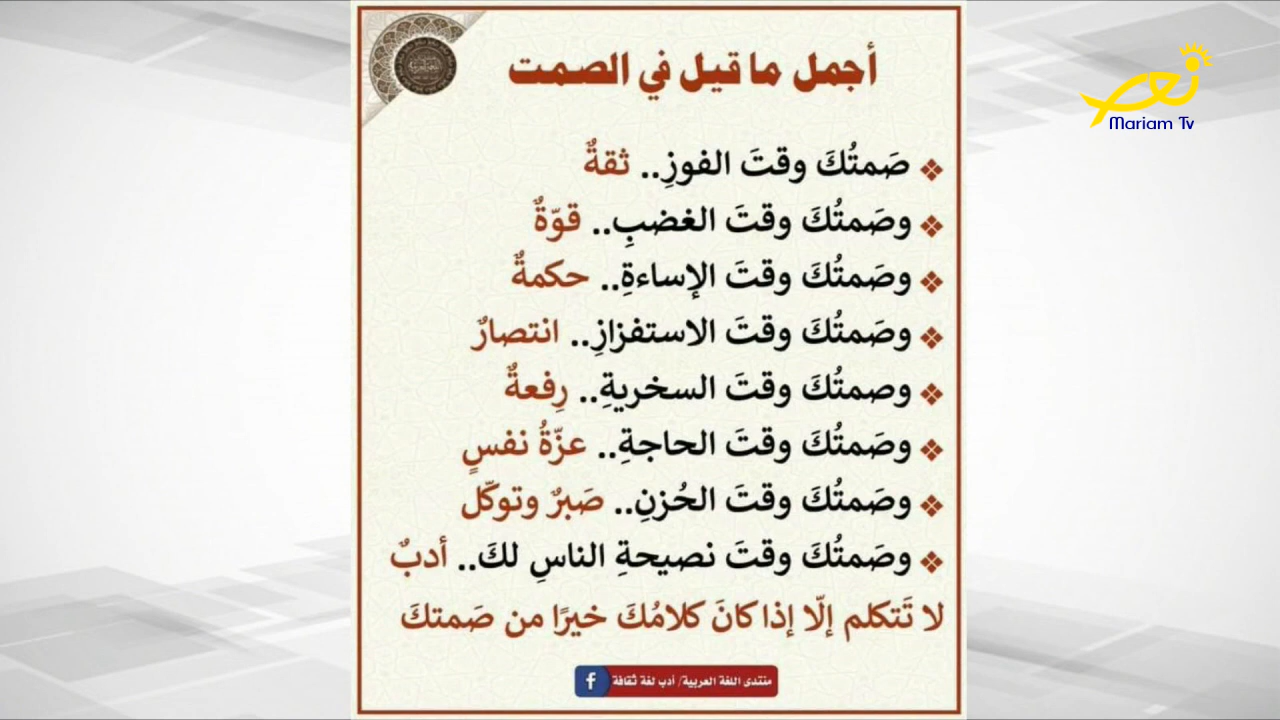 أجمل ما قيل في الصمت
نعم
Mariam Tv
صَمتُكَ وقتَ الفوزِ.. ثقةٌ
وصَمتُكَ وقتَ الغضبِ.. قوّةٌ
وصَمتُكَ وقتَ الإساءةِ.. حكمةٌ
وصَمتُكَ وقتَ الاستفزازِ.. انتصارٌ
وصمتُكَ وقتَ السخريةِ.. رِفعةٌ
وصَمتُكَ وقتَ الحاجةِ.. عزّةُ نفسٍ
وصَمتُكَ وقتَ الحُزنِ.. صَبرٌ وتوكّل
وصَمتُكَ وقتَ نصيحةِ الناسِ لكَ.. أدبٌ
لا تَتكلم إلّا إذا كانَ كلامُكَ خيرًا من صَمتكَ
منتدى اللغة العربية/ أدب لغة ثقافة f